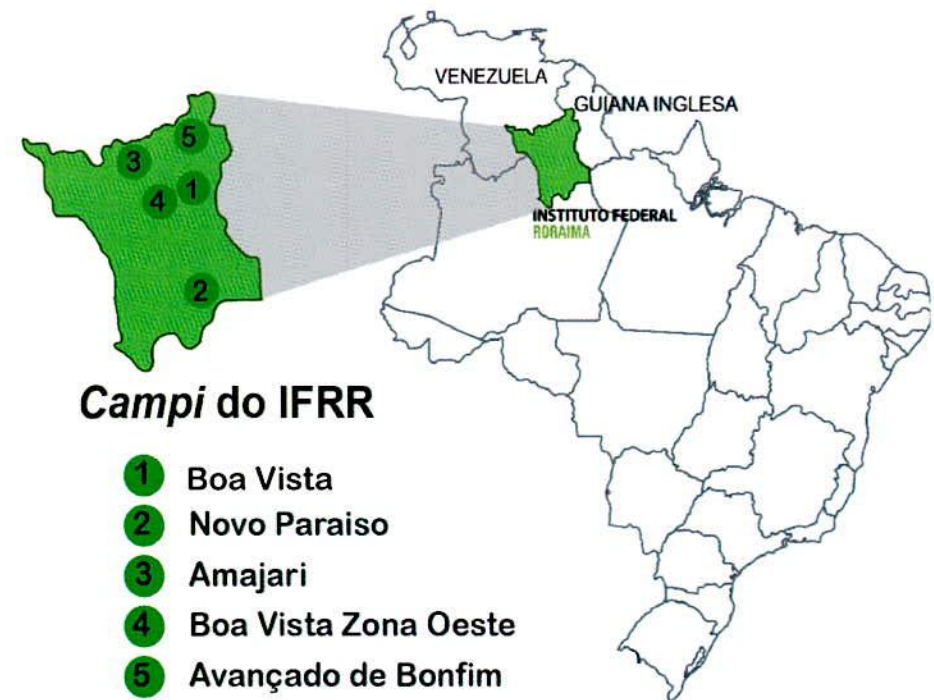 VENEZUELA
GUIANA INGLESA
INSTITUTO FEDERAL
RORAIMA
5
3
4
1
2
Campi do IFRR
1 Boa Vista
2 Novo Paraiso
3 Amajari
4 Boa Vista Zona Oeste
5 Avançado de Bonfim